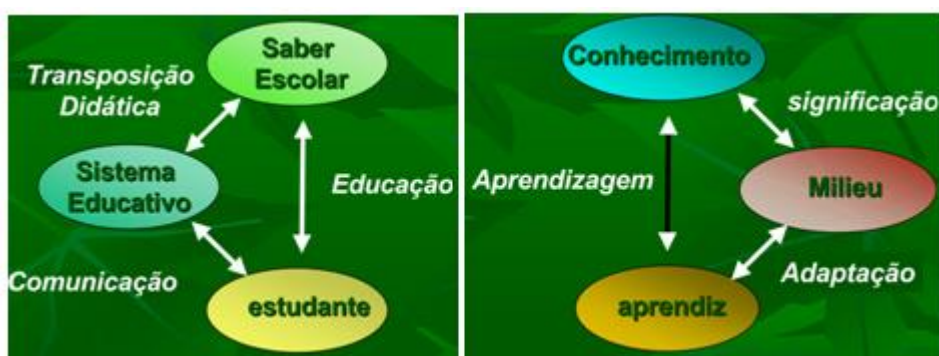 Saber
Escolar
Transposição
Didática
Sistema
Educativo
Educação
Comunicação
estudante
Conhecimento
significação
Aprendizagem
Milieu
Adaptação
aprendiz